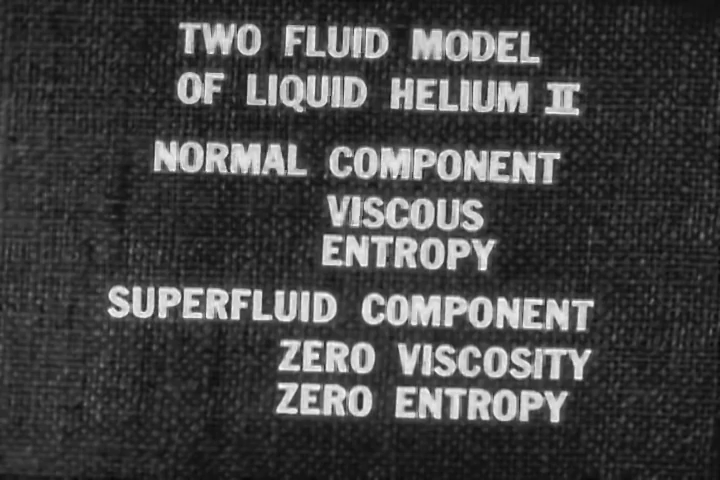 TWO FLUID MODEL
OF LIQUID HELIUM II
NORMAL COMPONENT
VISCOUS
ENTROPY
SUPERFLUID COMPONENT
ZERO VISCOSITY
ZERO ENTROPY